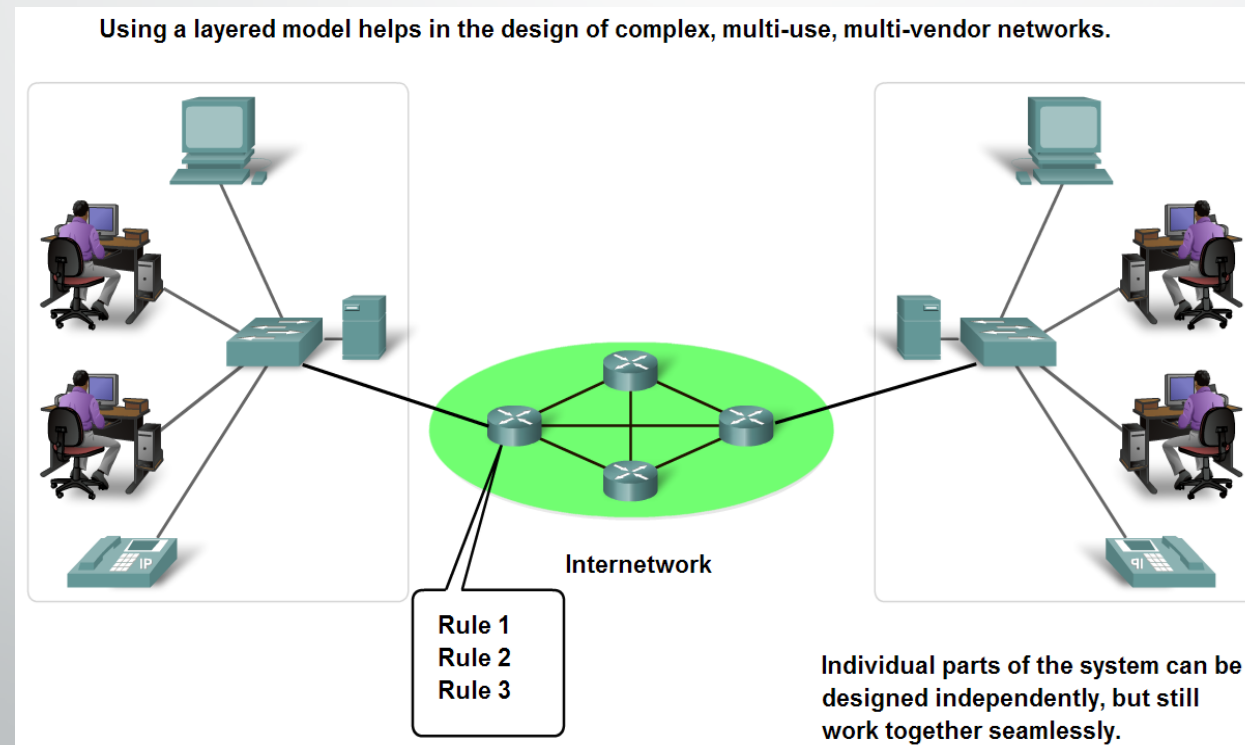 Using a layered model helps in the design of complex, multi-use, multi-vendor networks.
IP
IP
Internetwork
Rule 1
Rule 2
Rule 3
Individual parts of the system can be
designed independently, but still
work together seamlessly.